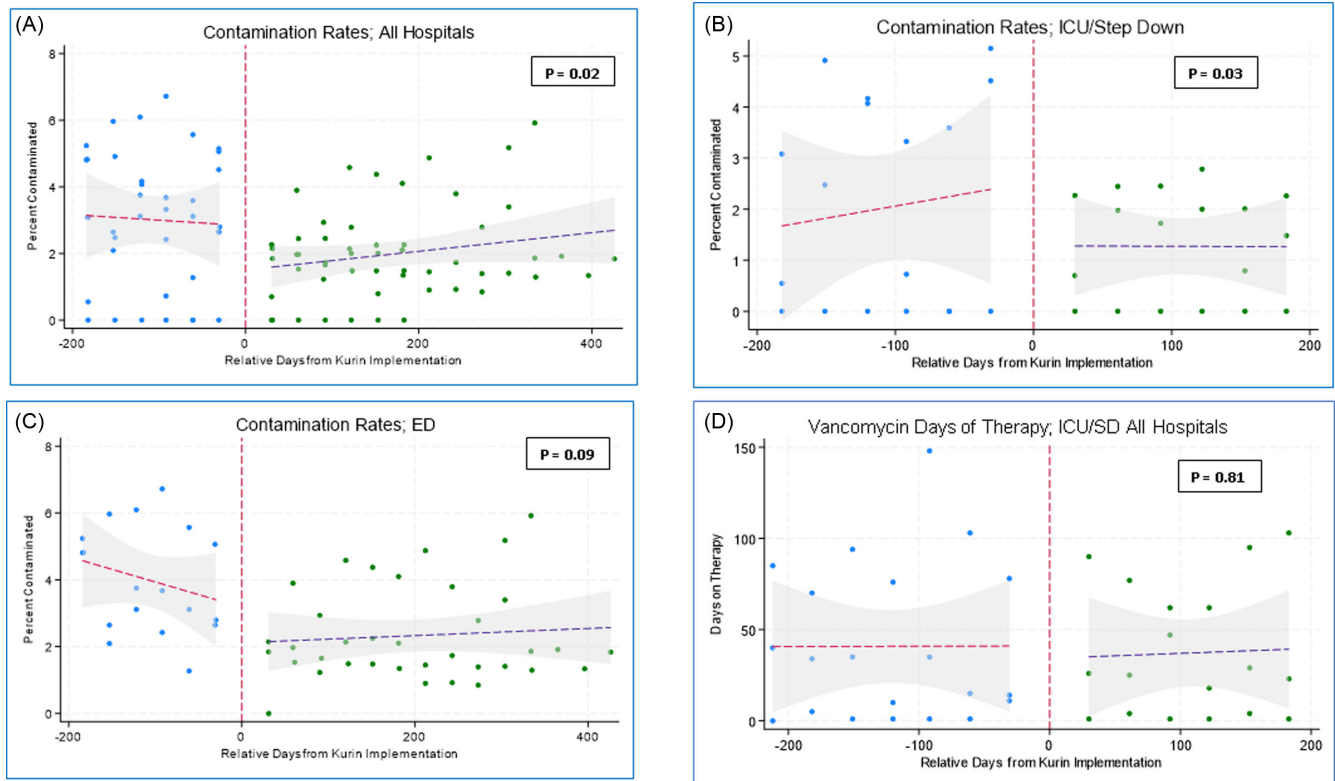 (A)
Contamination Rates; All Hospitals
P = 0.02
Percent Contaminated
8
6
4
2
0
-200
0
200
400
Relative Days from Kurin Implementation
(B)
Contamination Rates; ICU/Step Down
P = 0.03
Percent Contaminated
5
4
3
2
1
0
-200
-100
0
100
200
Relative Days from Kurin Implementation
(C)
Contamination Rates; ED
P = 0.09
Percent Contaminated
8
6
4
2
0
-200
0
200
400
Relative Days from Kurin Implementation
(D)
Vancomycin Days of Therapy; ICU/SD All Hospitals
P = 0.81
Days on Therapy
150
100
50
0
-200
-100
0
100
200
Relative Days from Kurin Implementation